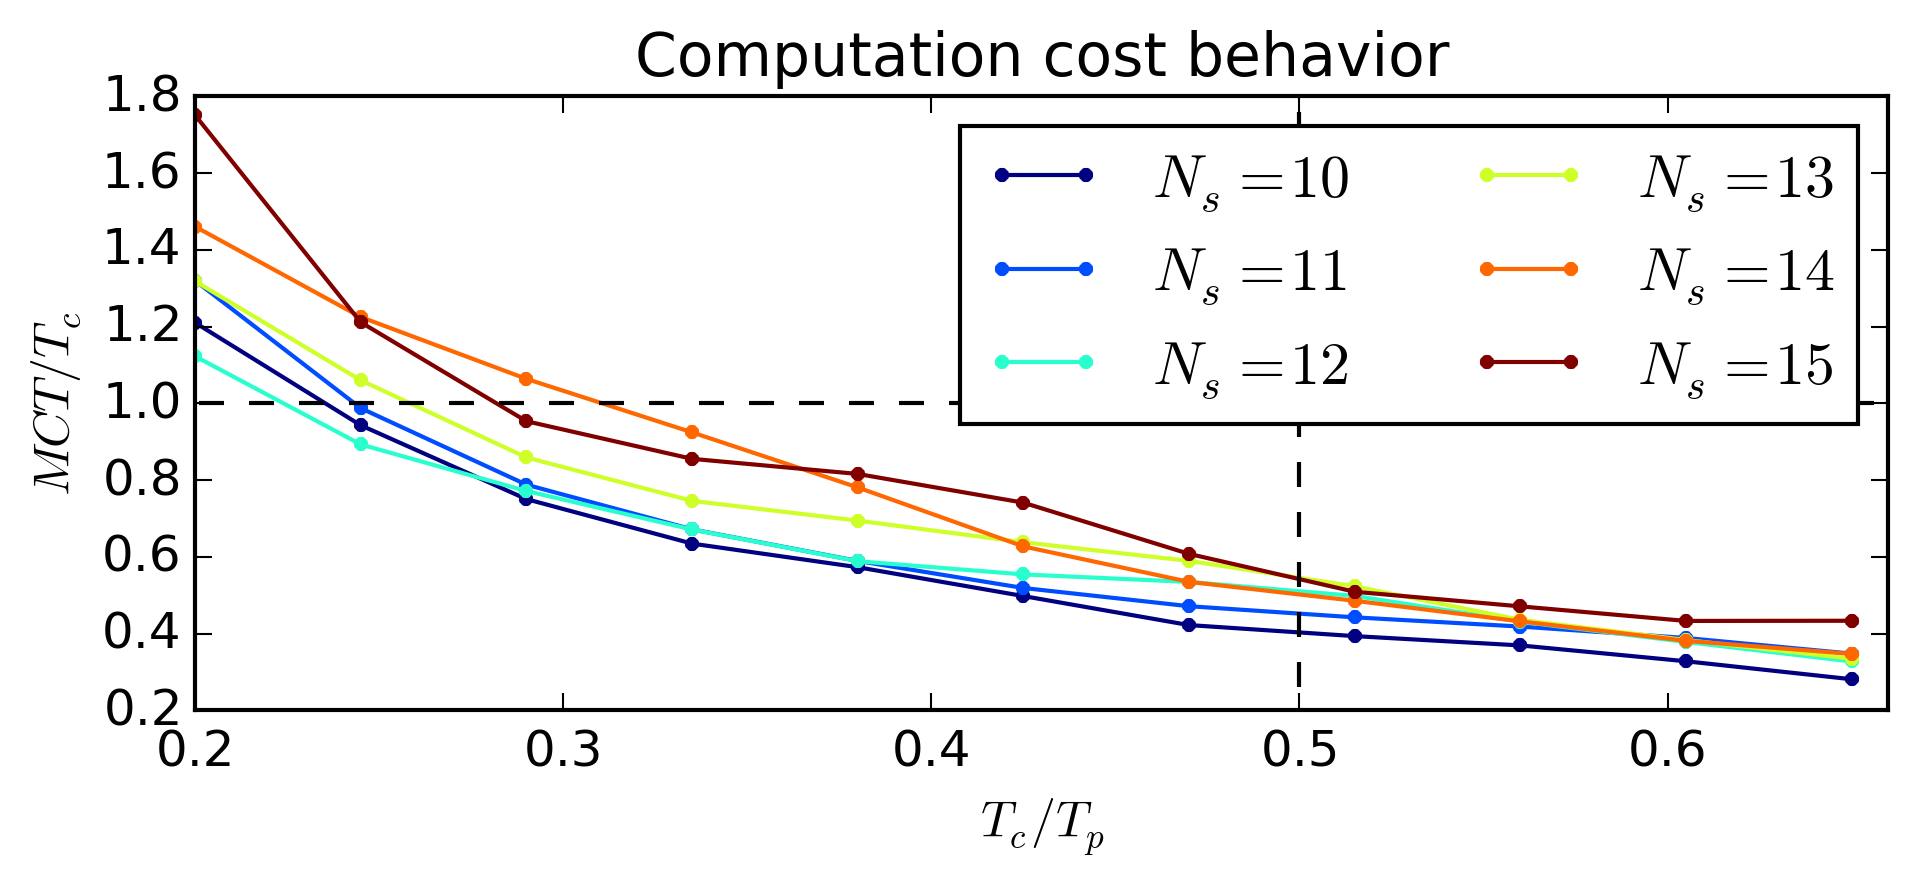 Computation cost behavior
1.8
1.6
1.4
1.2
1.0
0.8
0.6
0.4
0.2
MCT/T_c
N_s =10
N_s =11
N_s =12
N_s =13
N_s =14
N_s =15
0.2 0.3 0.4 0.5 0.6
T_c/T_p